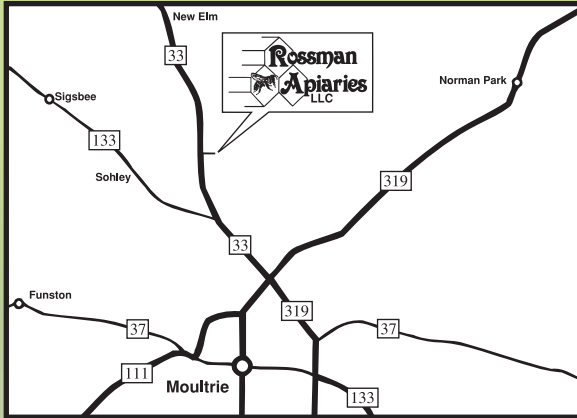 New Elm
33
Rossman
Apiaries
LLC
Norman Park
Sigsbee
133
Sohley
319
33
Funston
319
37
37
111
Moultrie
133